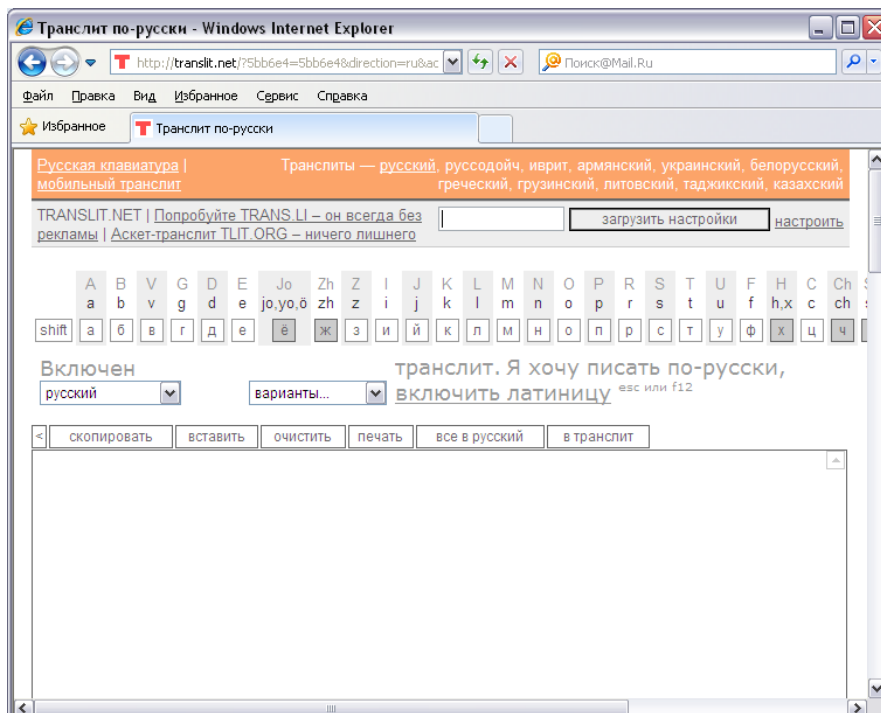 Транслит по-русски - Windows Internet Explorer
http://translit.net/?5bb6e4=5bb6e4&direction=ru&ac
Поиск@Mail.Ru
Файл Правка Вид Избранное Сервис Справка
Избранное
Транслит по-русски
Русская клавиатура | Транслиты — русский, руссодойч, иврит, армянский, украинский, белорусский,
мобильный транслит греческий, грузинский, литовский, таджикский, казахский
TRANSLIT.NET | Попробуйте TRANS.LI – он всегда без
рекламы | Аскет-транслит TLIT.ORG – ничего лишнего
загрузить настройки настроить
A B V G D E Jo Zh Z I J K L M N O P R S T U F H C Ch
a b v g d e jo,yo,ö zh z i j k l m n o p r s t u f h,x c ch
shift а б в г д е ё ж з и й к л м н о п р с т у ф х ц ч
Включен транслит. Я хочу писать по-русски,
русский варианты... включить латиницу esc или f12
< скопировать вставить очистить печать все в русский в транслит